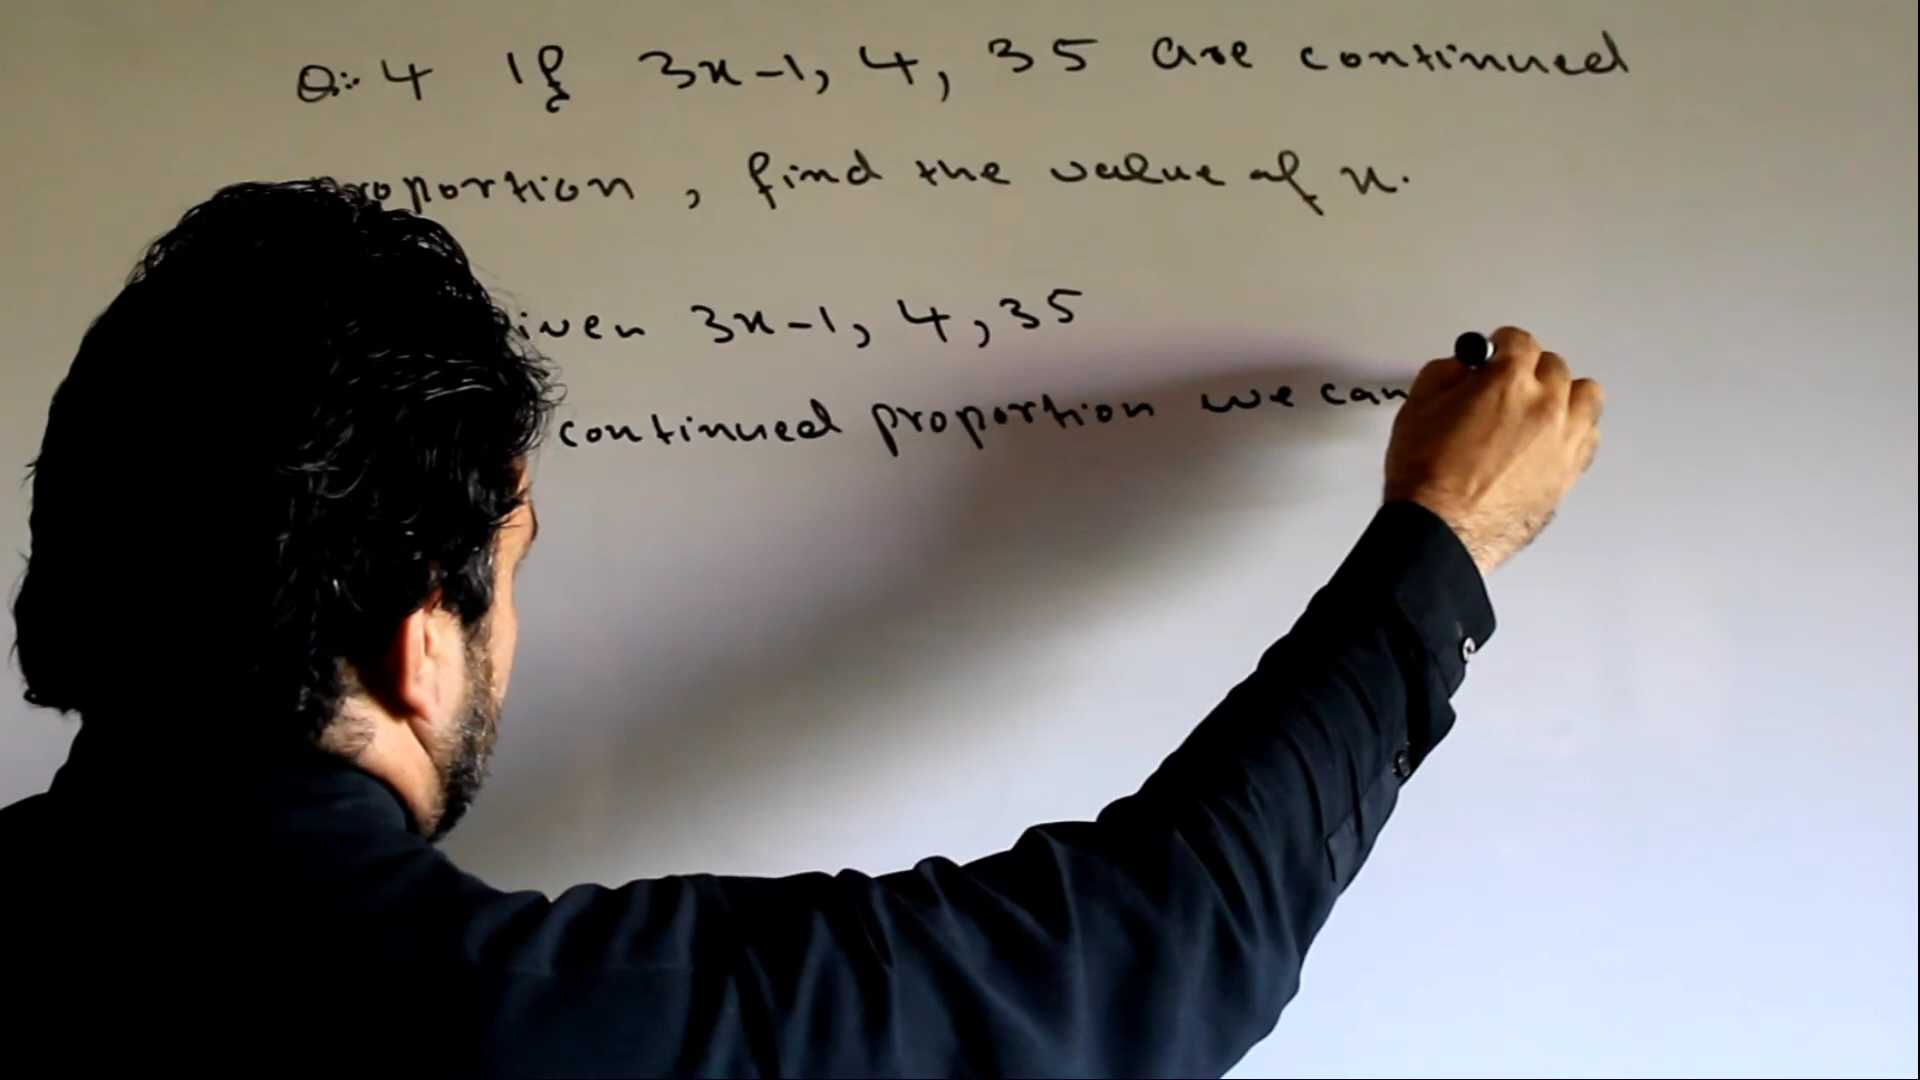 Q:- 4 If 3x-1, 4, 35 are continued
proportion, find the value of x.
3x-1, 4, 35
continued proportion we can